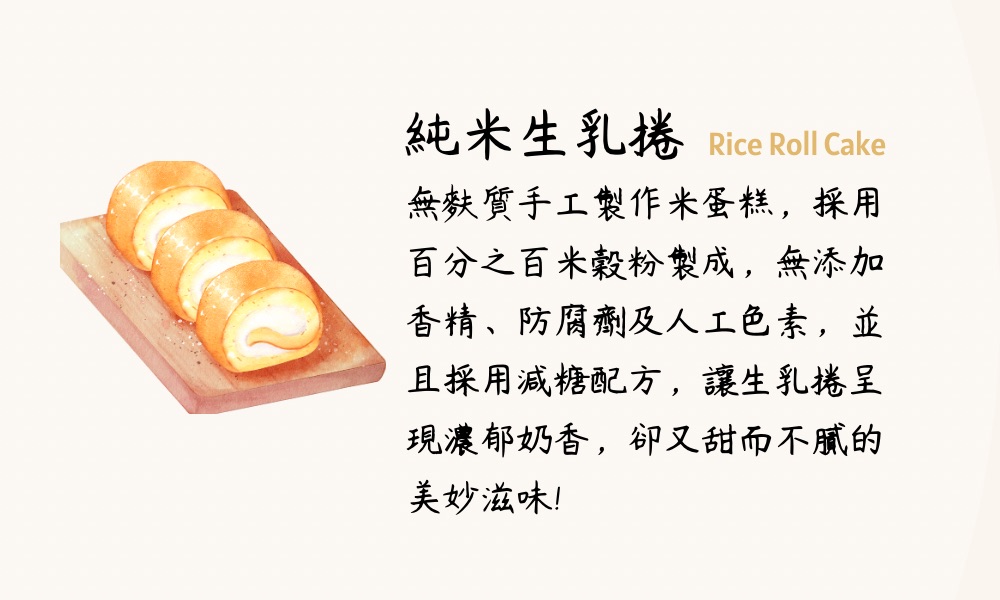 純米生乳捲 Rice Roll Cake
無麩質手工製作米蛋糕，採用
百分之百米穀粉製成，無添加
香精、防腐劑及人工色素，並
且採用減糖配方，讓生乳捲呈
現濃郁奶香，卻又甜而不膩的
美妙滋味!